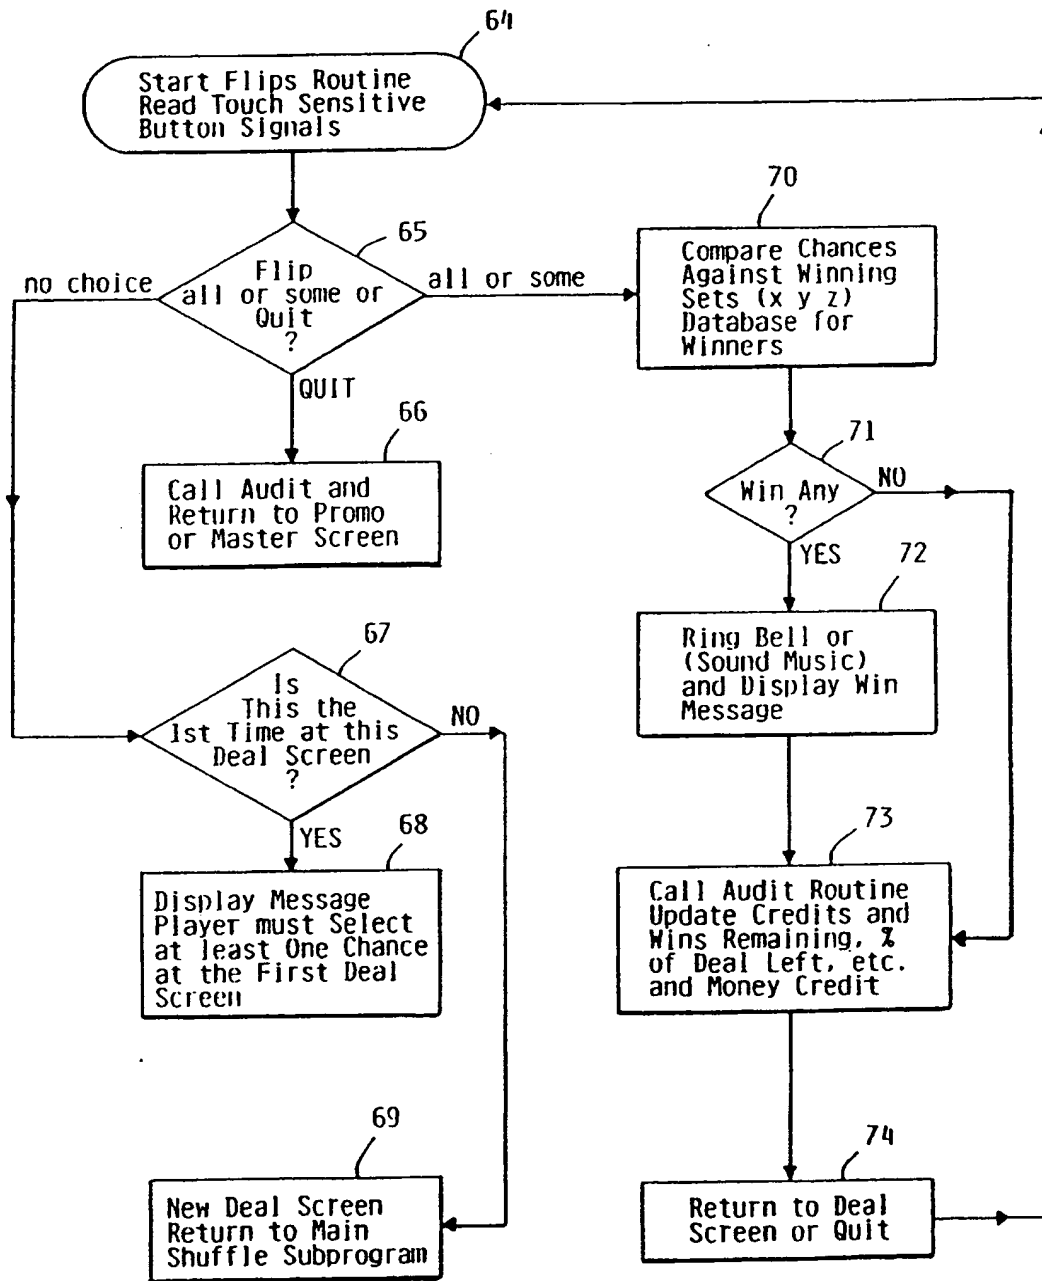 64
Start Flips Routine
Read Touch Sensitive
Button Signals
65
Flip
all or some or
Quit
?
no choice
all or some
QUIT
66
Call Audit and
Return to Promo
or Master Screen
67
Is
This the
1st Time at this
Deal Screen
?
NO
YES
68
Display Message
Player must Select
at least One Chance
at the First Deal
Screen
69
New Deal Screen
Return to Main
Shuffle Subprogram
70
Compare Chances
Against Winning
Sets (x y z)
Database for
Winners
71
Win Any
?
NO
YES
72
Ring Bell or
(Sound Music)
and Display Win
Message
73
Call Audit Routine
Update Credits and
Wins Remaining, %
of Deal Left, etc.
and Money Credit
74
Return to Deal
Screen or Quit